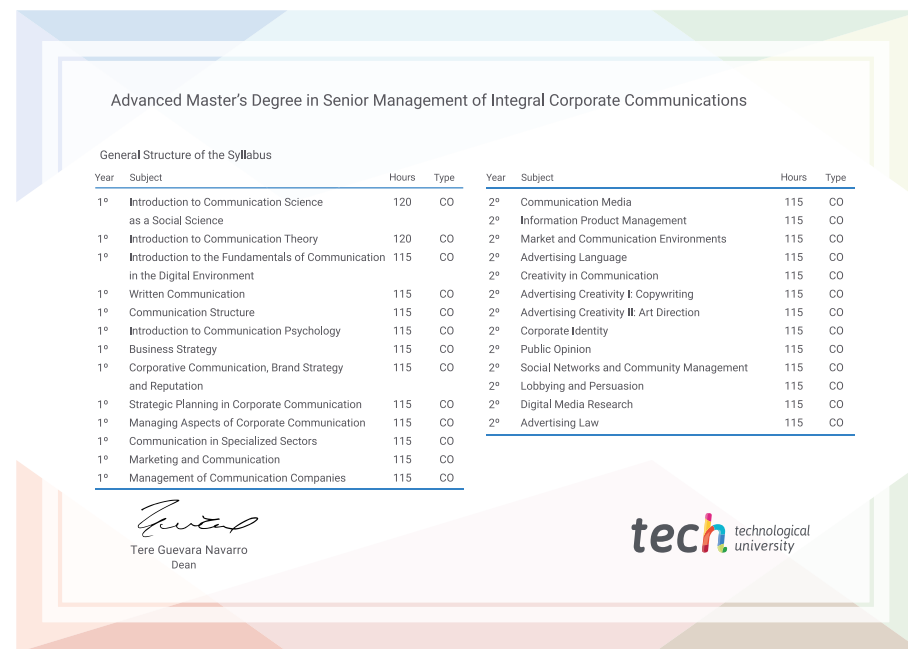 Advanced Master's Degree in Senior Management of Integral Corporate Communications
General Structure of the Syllabus
Year Subject Hours Type
1º Introduction to Communication Science 120 CO
as a Social Science
1º Introduction to Communication Theory 120 CO
1º Introduction to the Fundamentals of Communication 115 CO
in the Digital Environment
1º Written Communication 115 CO
1º Communication Structure 115 CO
1º Introduction to Communication Psychology 115 CO
1º Business Strategy 115 CO
1º Corporative Communication, Brand Strategy 115 CO
and Reputation
1º Strategic Planning in Corporate Communication 115 CO
1º Managing Aspects of Corporate Communication 115 CO
1º Communication in Specialized Sectors 115 CO
1º Marketing and Communication 115 CO
1º Management of Communication Companies 115 CO
Year Subject Hours Type
2º Communication Media 115 CO
2º Information Product Management 115 CO
2º Market and Communication Environments 115 CO
2º Advertising Language 115 CO
2º Creativity in Communication 115 CO
2º Advertising Creativity I: Copywriting 115 CO
2º Advertising Creativity II: Art Direction 115 CO
2º Corporate Identity 115 CO
2º Public Opinion 115 CO
2º Social Networks and Community Management 115 CO
2º Lobbying and Persuasion 115 CO
2º Digital Media Research 115 CO
2º Advertising Law 115 CO
Tere Guevara Navarro
Dean
tech technological
university